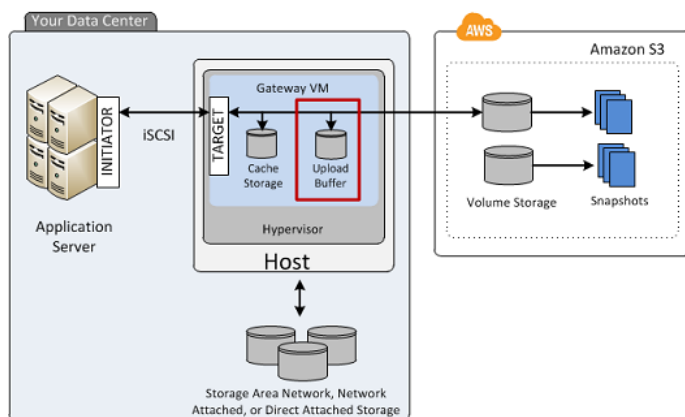 Your Data Center
AWS
Amazon S3
Gateway VM
INITIATOR
iSCSI
TARGET
Cache
Storage
Upload
Buffer
Volume Storage
Snapshots
Application
Server
Hypervisor
Host
Storage Area Network, Network
Attached, or Direct Attached Storage